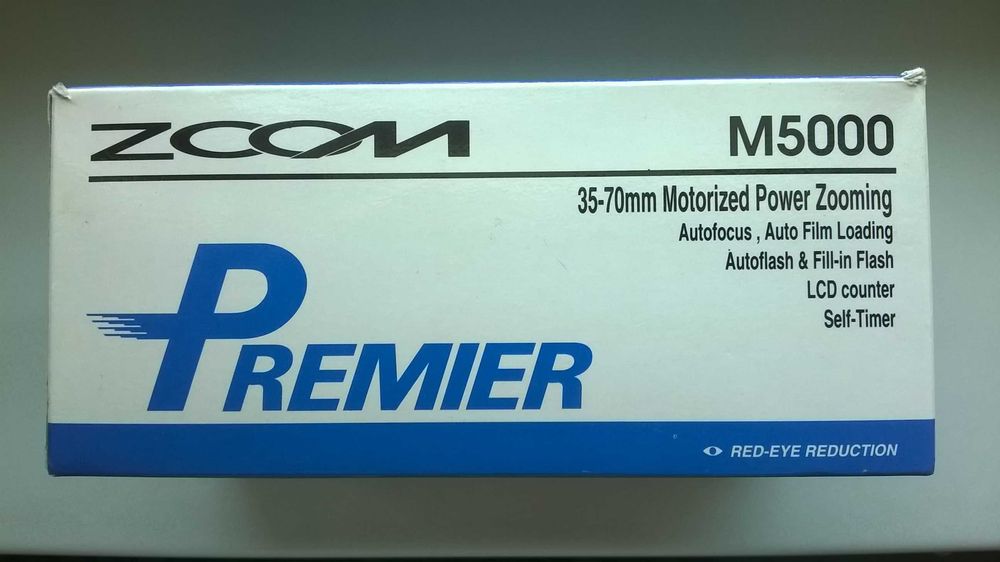 ZOOM
M5000
35-70mm Motorized Power Zooming
Autofocus , Auto Film Loading
Autoflash & Fill-in Flash
LCD counter
Self-Timer
PREMIER
RED-EYE REDUCTION